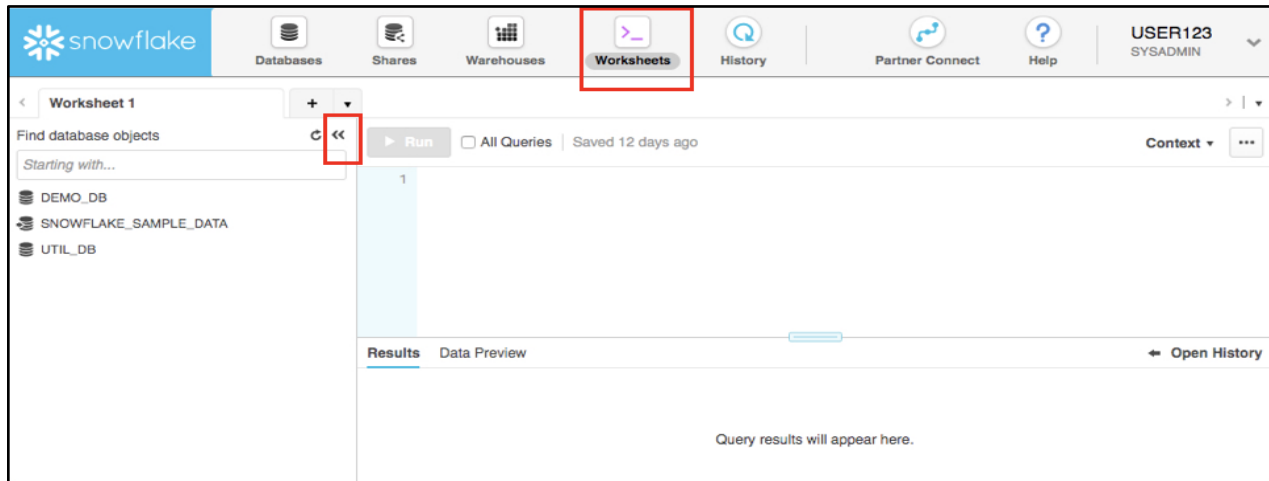 snowflake
Databases
Shares
Warehouses
Worksheets
History
Partner Connect
Help
USER123
SYSADMIN
Worksheet 1
Find database objects
Starting with...
DEMO_DB
SNOWFLAKE_SAMPLE_DATA
UTIL_DB
Run All Queries Saved 12 days ago Context
1
Results Data Preview Open History
Query results will appear here.